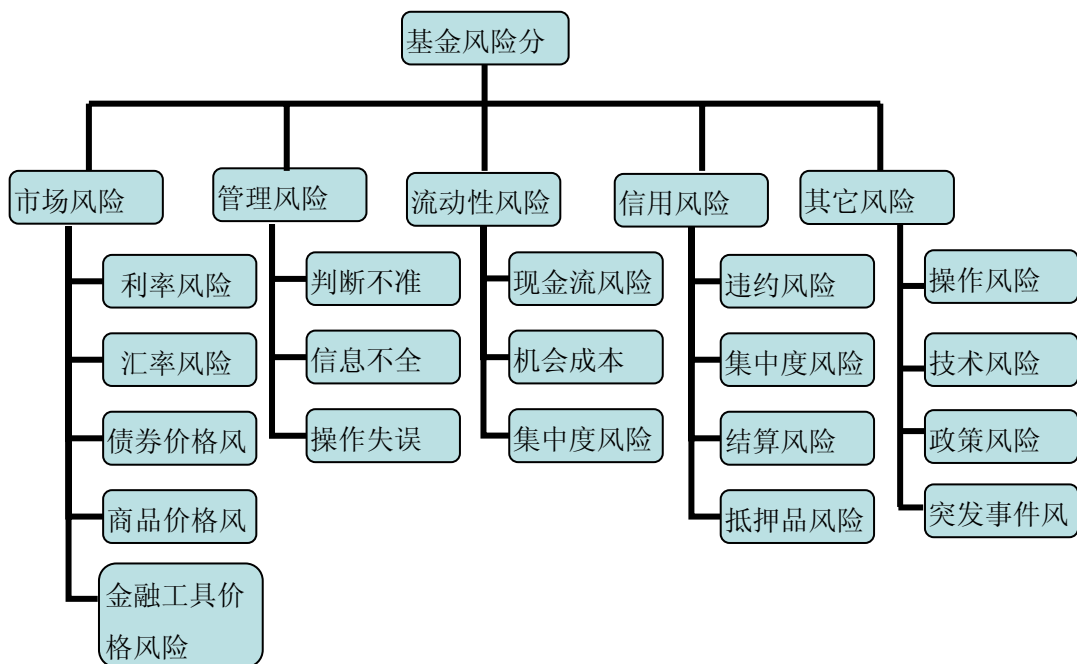 基金风险分
市场风险
管理风险
流动性风险
信用风险
其它风险
利率风险
汇率风险
债券价格风
商品价格风
金融工具价
格风险
判断不准
信息不全
操作失误
现金流风险
机会成本
集中度风险
违约风险
集中度风险
结算风险
抵押品风险
操作风险
技术风险
政策风险
突发事件风